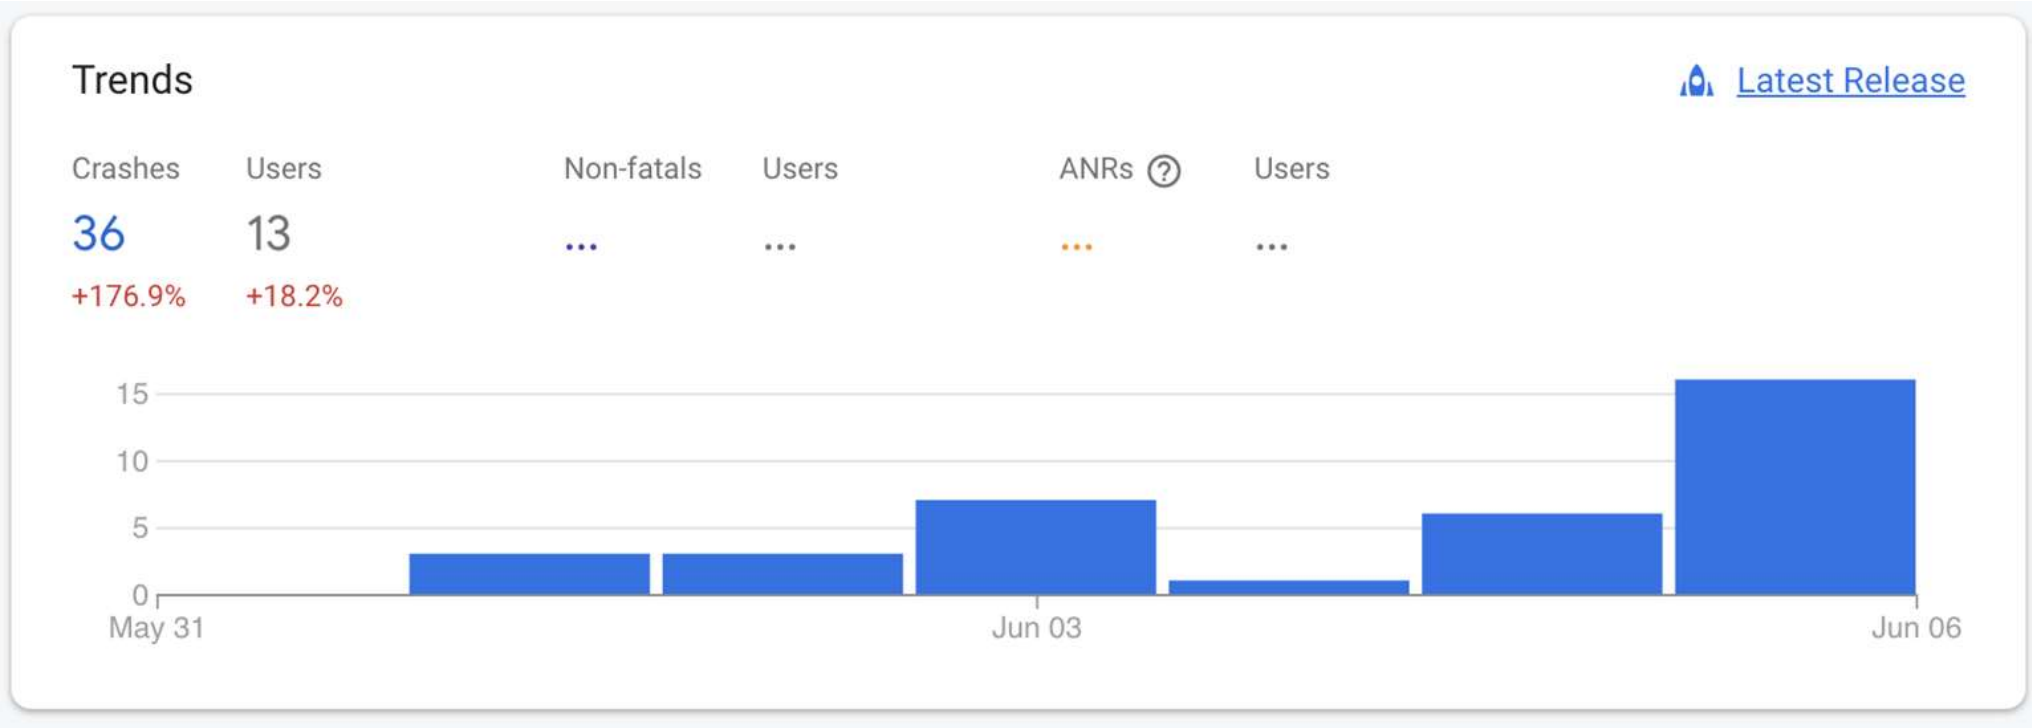 Trends
Latest Release
Crashes Users Non-fatals Users ANRs ? Users
36 13 ... ... ... ...
+176.9% +18.2%
15
10
5
0
May 31 Jun 03 Jun 06